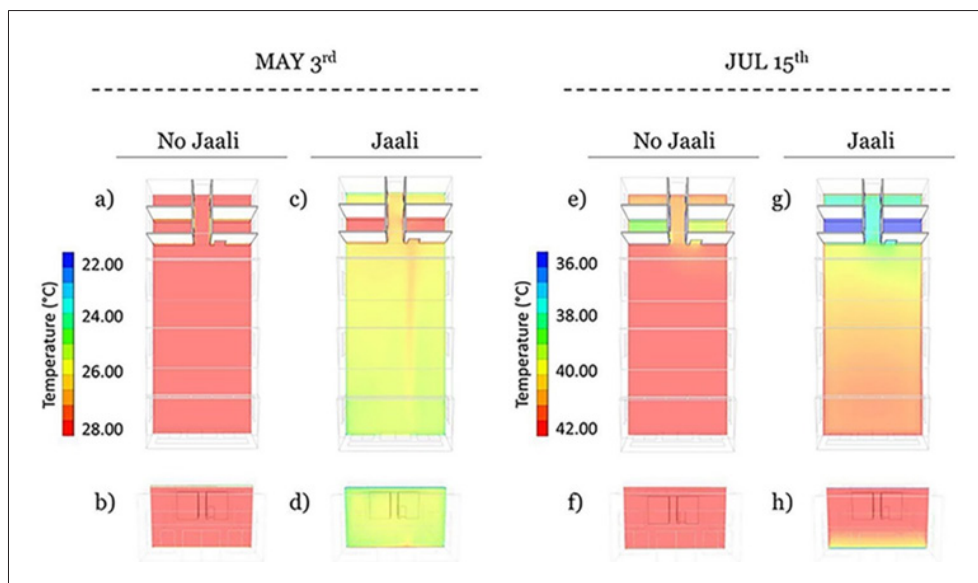 MAY 3rd
JUL 15th
No Jaali
Jaali
No Jaali
Jaali
a)
c)
e)
g)
Temperature (°C)
22.00
24.00
26.00
28.00
Temperature (°C)
36.00
38.00
40.00
42.00
b)
d)
f)
h)